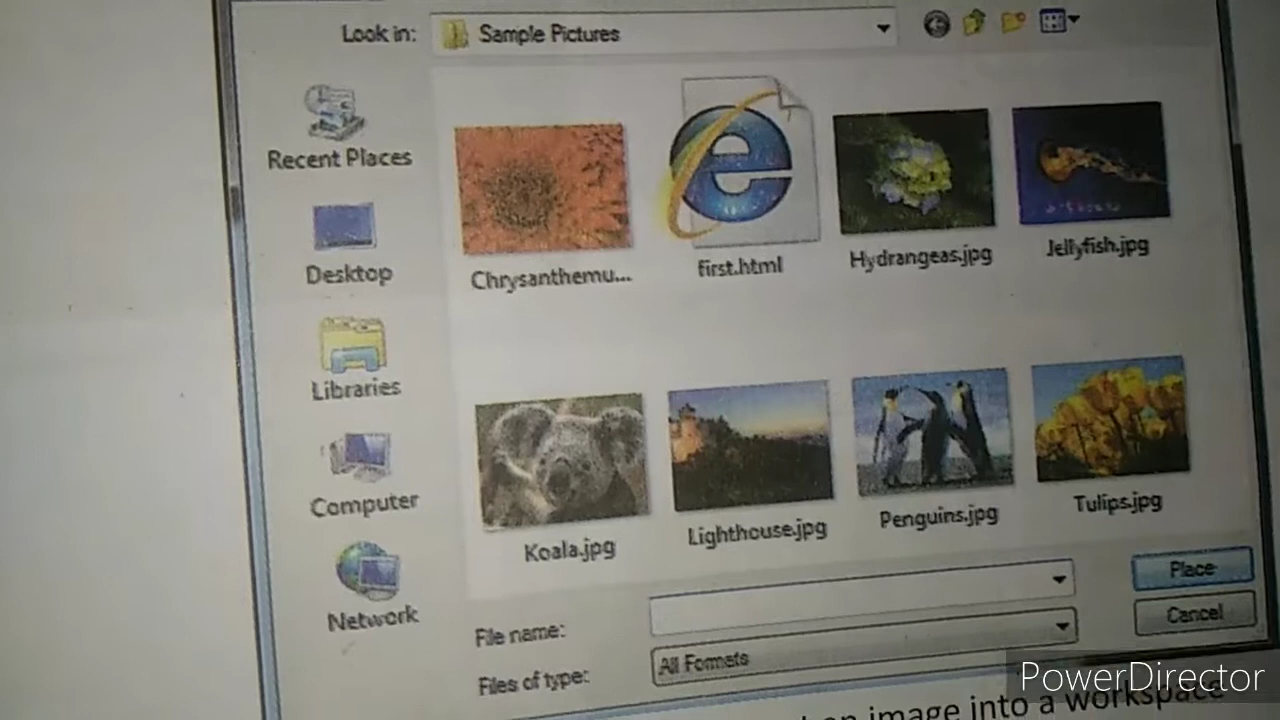 Look in: Sample Pictures
Recent Places
Desktop
Libraries
Computer
Network
Chrysanthemu... first.html Hydrangeas.jpg Jellyfish.jpg
Koala.jpg Lighthouse.jpg Penguins.jpg Tulips.jpg
File name: Place
Files of type: All Formats Cancel
PowerDirector
an image into a workspace